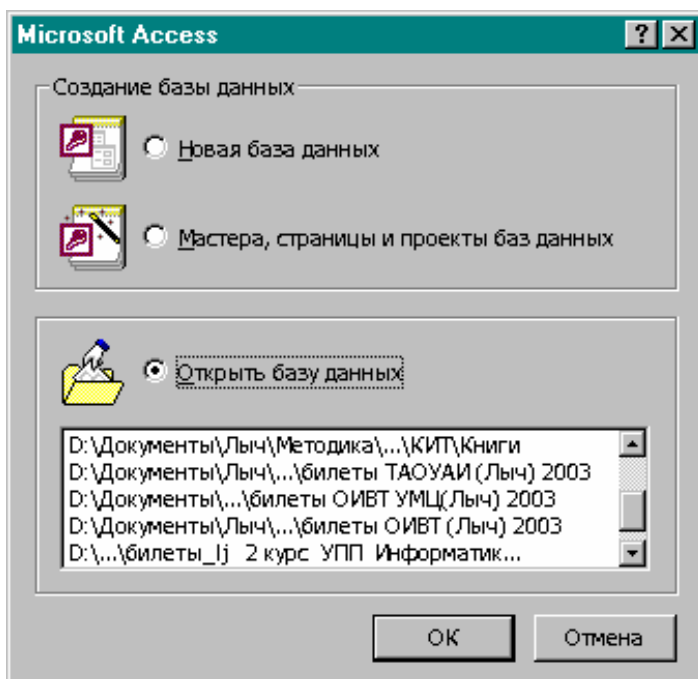 Microsoft Access
Создание базы данных
Новая база данных
Мастера, страницы и проекты баз данных
Открыть базу данных
D:\Документы\Лыч\Методика\...\КИТ\Книги
D:\Документы\Лыч\...\билеты ТАОУАИ (Лыч) 2003
D:\Документы\...\билеты ОИВТ УМЦ(Лыч) 2003
D:\Документы\Лыч\...\билеты ОИВТ (Лыч) 2003
D:\...\билеты_lj 2 курс УПП Информатик...
ОК Отмена